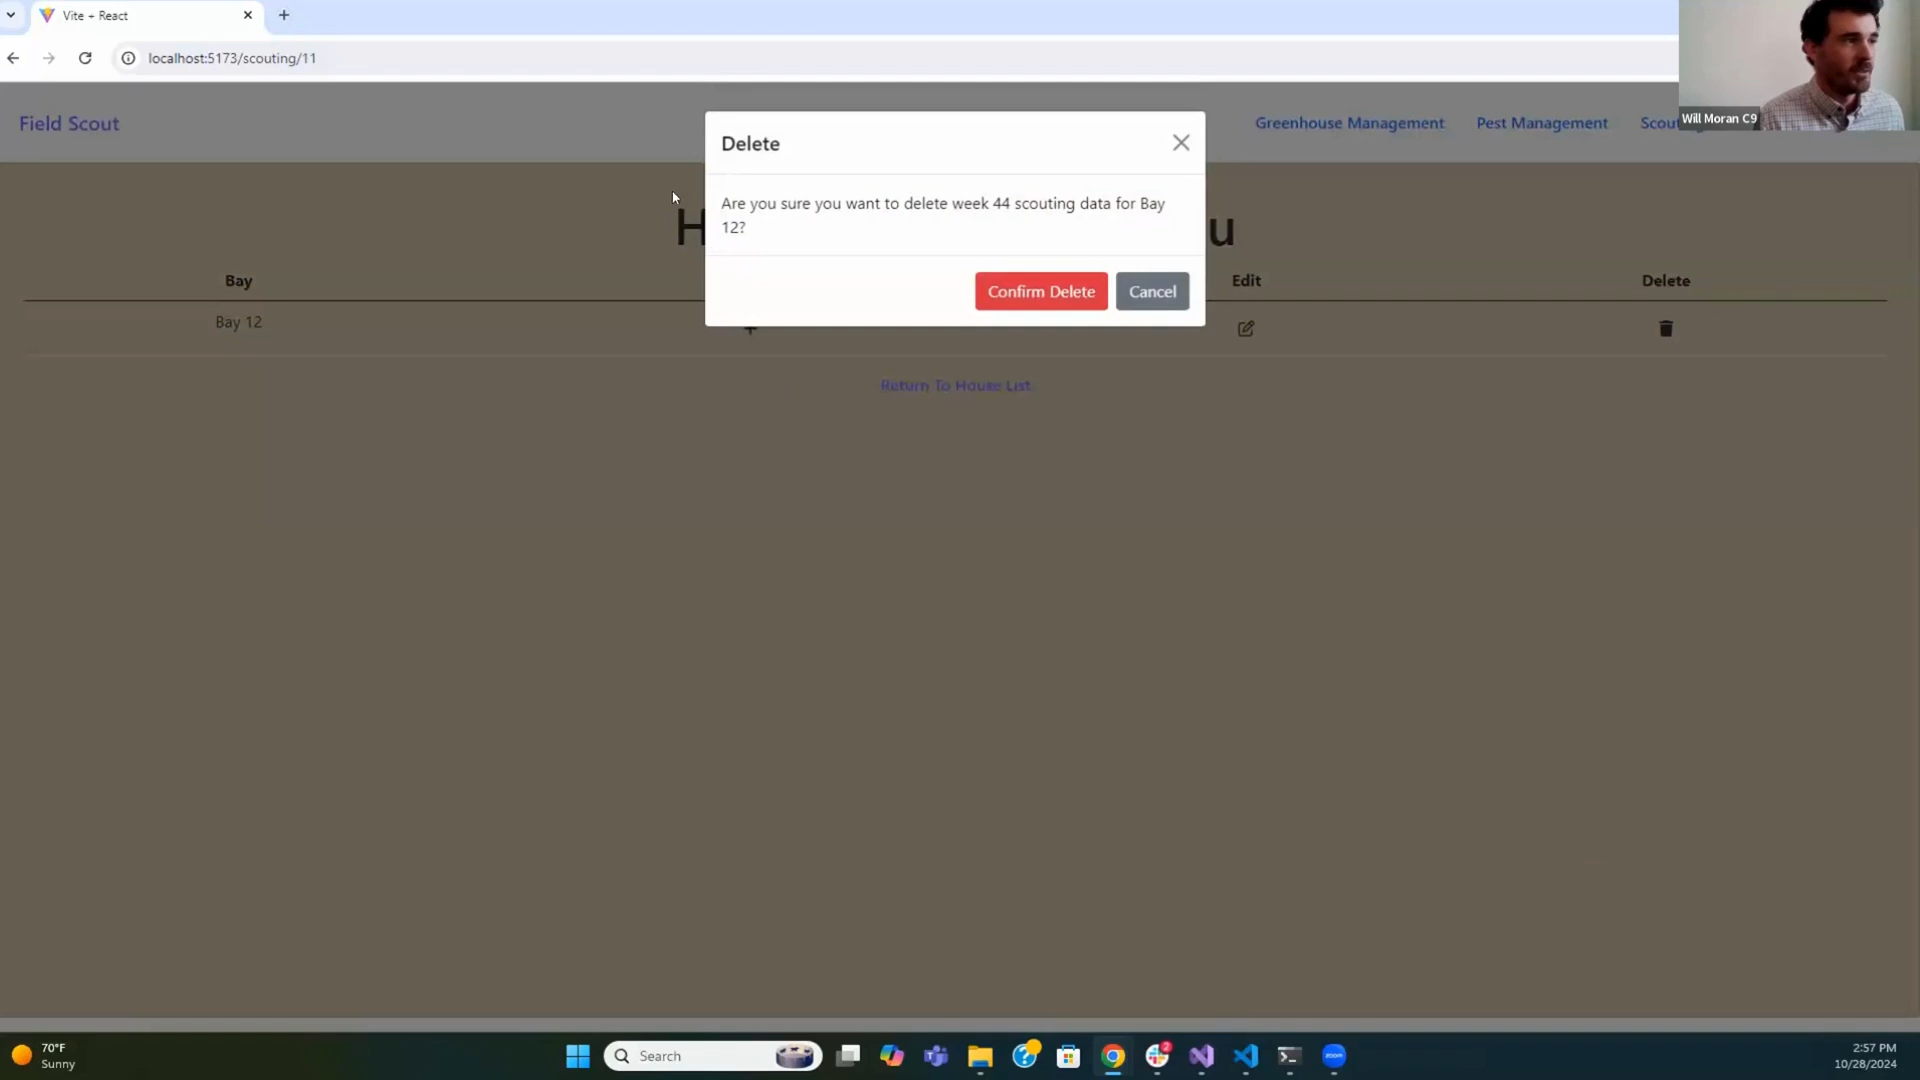 Vite + React
localhost:5173/scouting/11
Will Moran C9
Field Scout
Greenhouse Management
Pest Management
Delete
Are you sure you want to delete week 44 scouting data for Bay
12?
Confirm Delete
Cancel
Bay
Edit
Delete
Bay 12
Return To House List
70°F
Sunny
Search
2
zoom
2:57 PM
10/28/2024